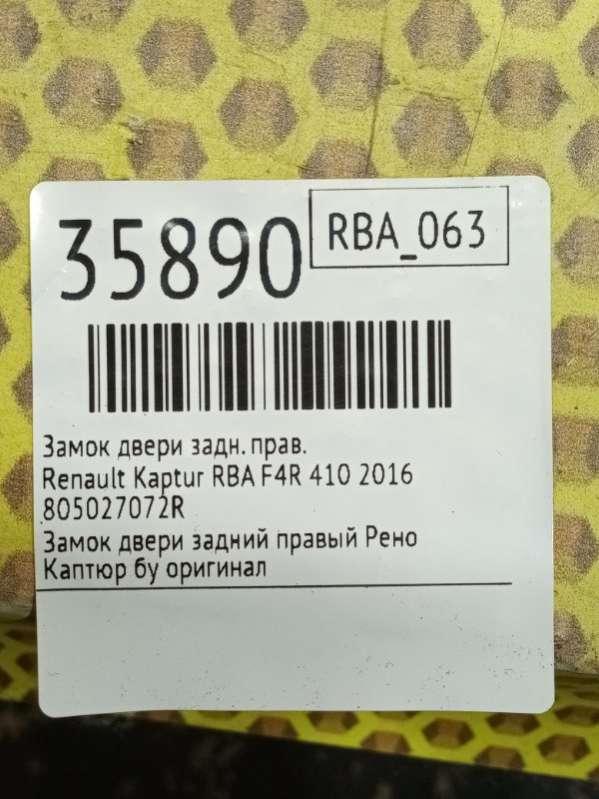 35890
RBA_063
Замок двери задн. прав.
Renault Kaptur RBA F4R 410 2016
805027072R
Замок двери задний правый Рено
Каптюр бу оригинал